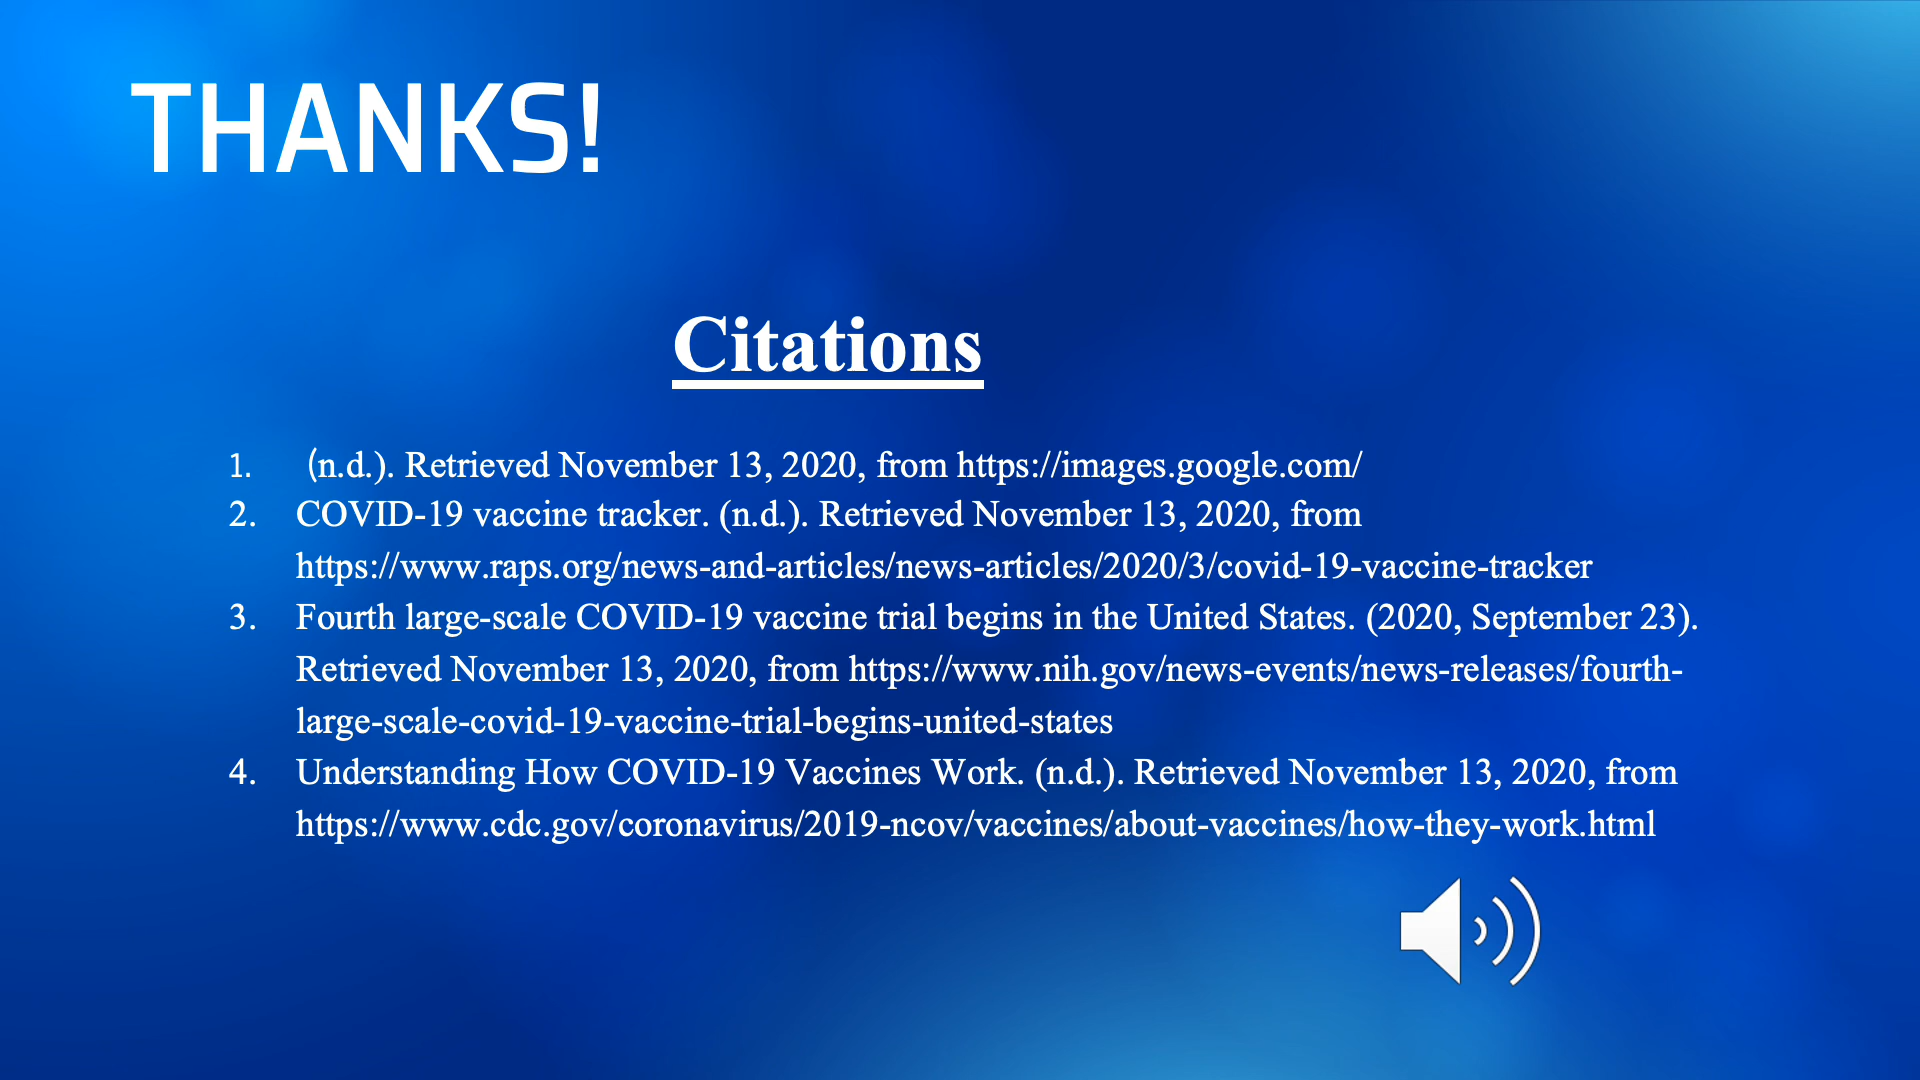 THANKS!
Citations
1. (n.d.). Retrieved November 13, 2020, from https://images.google.com/
2. COVID-19 vaccine tracker. (n.d.). Retrieved November 13, 2020, from
https://www.raps.org/news-and-articles/news-articles/2020/3/covid-19-vaccine-tracker
3. Fourth large-scale COVID-19 vaccine trial begins in the United States. (2020, September 23).
Retrieved November 13, 2020, from https://www.nih.gov/news-events/news-releases/fourth-
large-scale-covid-19-vaccine-trial-begins-united-states
4. Understanding How COVID-19 Vaccines Work. (n.d.). Retrieved November 13, 2020, from
https://www.cdc.gov/coronavirus/2019-ncov/vaccines/about-vaccines/how-they-work.html